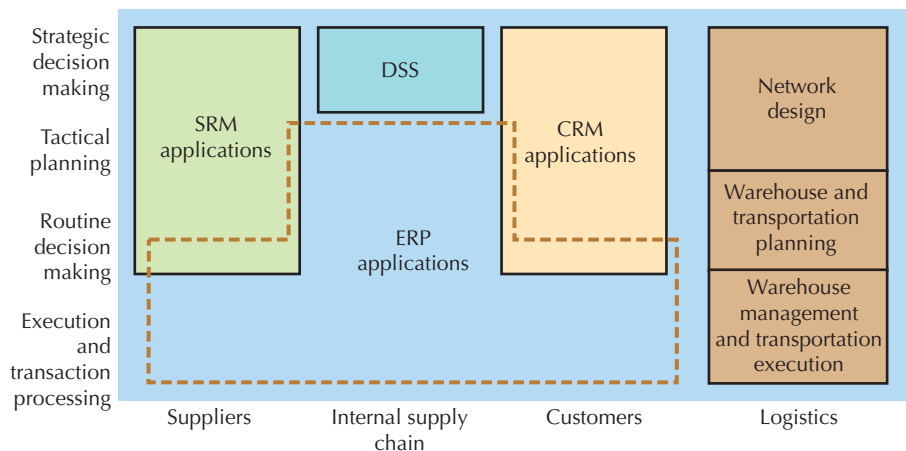 Strategic
decision
making
Tactical
planning
Routine
decision
making
Execution
and
transaction
processing
SRM
applications
DSS
CRM
applications
ERP
applications
Network
design
Warehouse and
transportation
planning
Warehouse
management
and transportation
execution
Suppliers
Internal supply
chain
Customers
Logistics